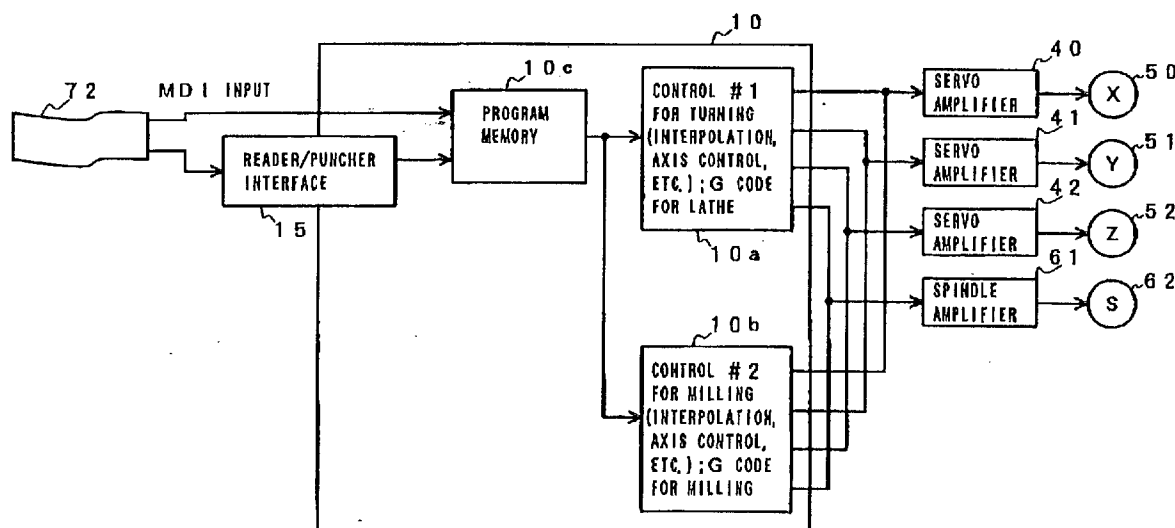 10
72
MDI INPUT
10c
PROGRAM
MEMORY
READER/PUNCHER
INTERFACE
15
CONTROL #1
FOR TURNING
(INTERPOLATION,
AXIS CONTROL,
ETC.);G CODE
FOR LATHE
10a
10b
CONTROL #2
FOR MILLING
(INTERPOLATION,
AXIS CONTROL,
ETC.);G CODE
FOR MILLING
40
SERVO
AMPLIFIER
50
X
41
SERVO
AMPLIFIER
51
Y
42
SERVO
AMPLIFIER
52
Z
61
SPINDLE
AMPLIFIER
62
S